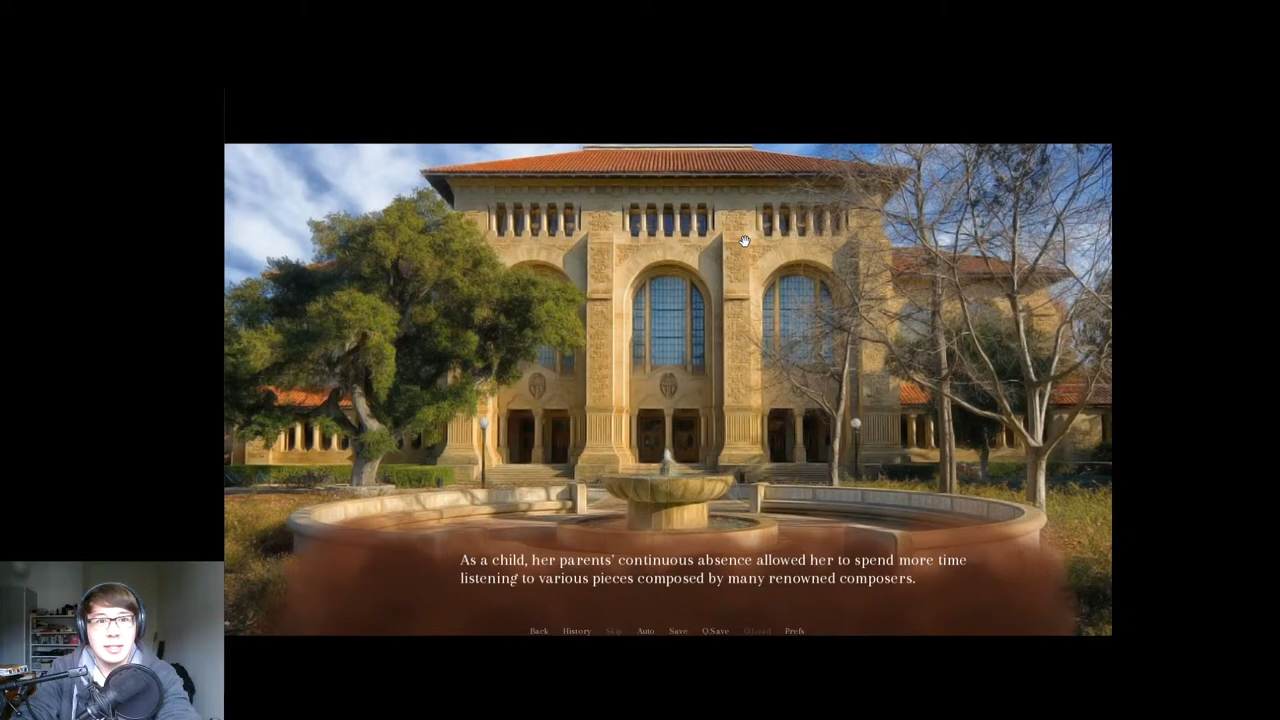 As a child, her parents' continuous absence allowed her to spend more time
listening to various pieces composed by many renowned composers.
Back History Skip Auto Save Q.Save Q.Load Prefs